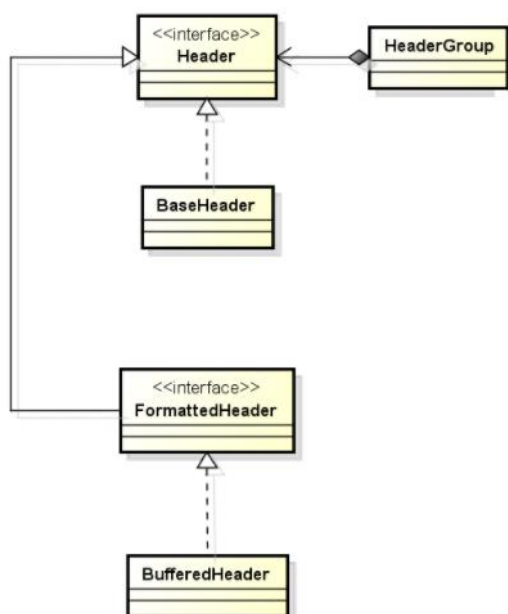 <<interface>>
Header
HeaderGroup
BaseHeader
<<interface>>
FormattedHeader
BufferedHeader